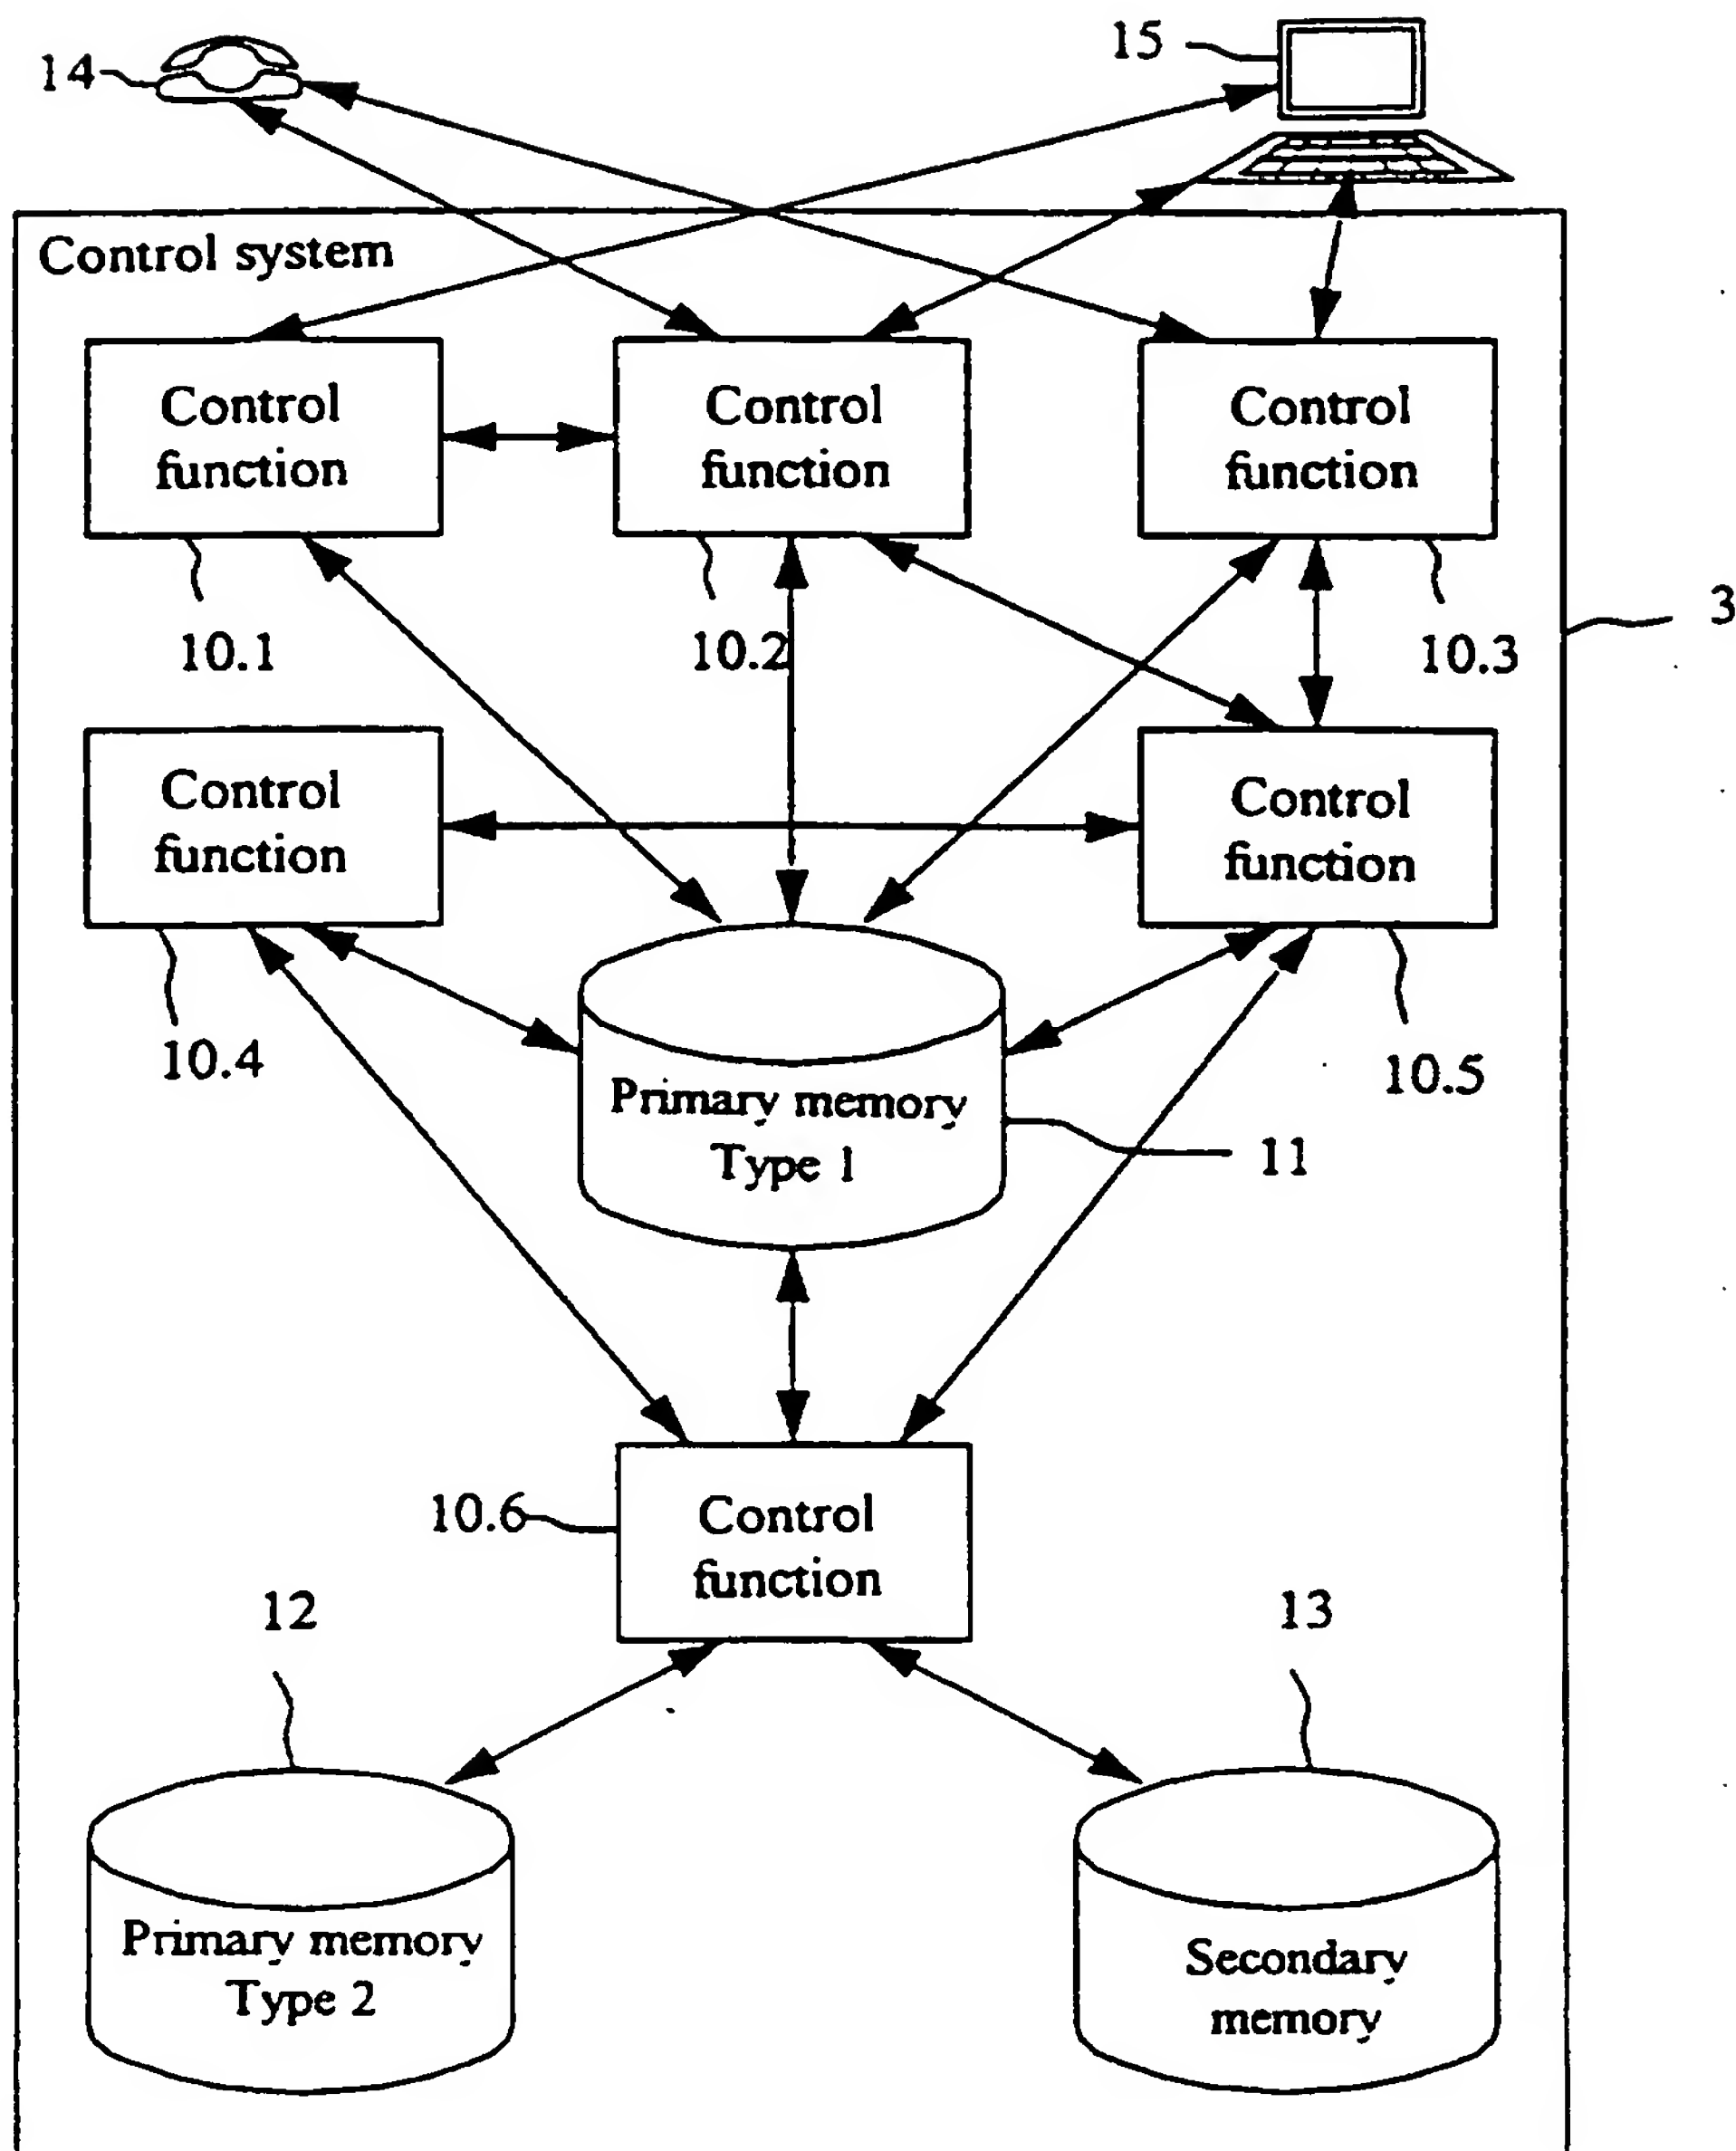 14
15
Control system
Control
function
Control
function
Control
function
3
10.1
10.2
10.3
Control
function
Control
function
10.4
10.5
Primary memory
Type 1
11
10.6
Control
function
12
13
Primary memory
Type 2
Secondary
memory